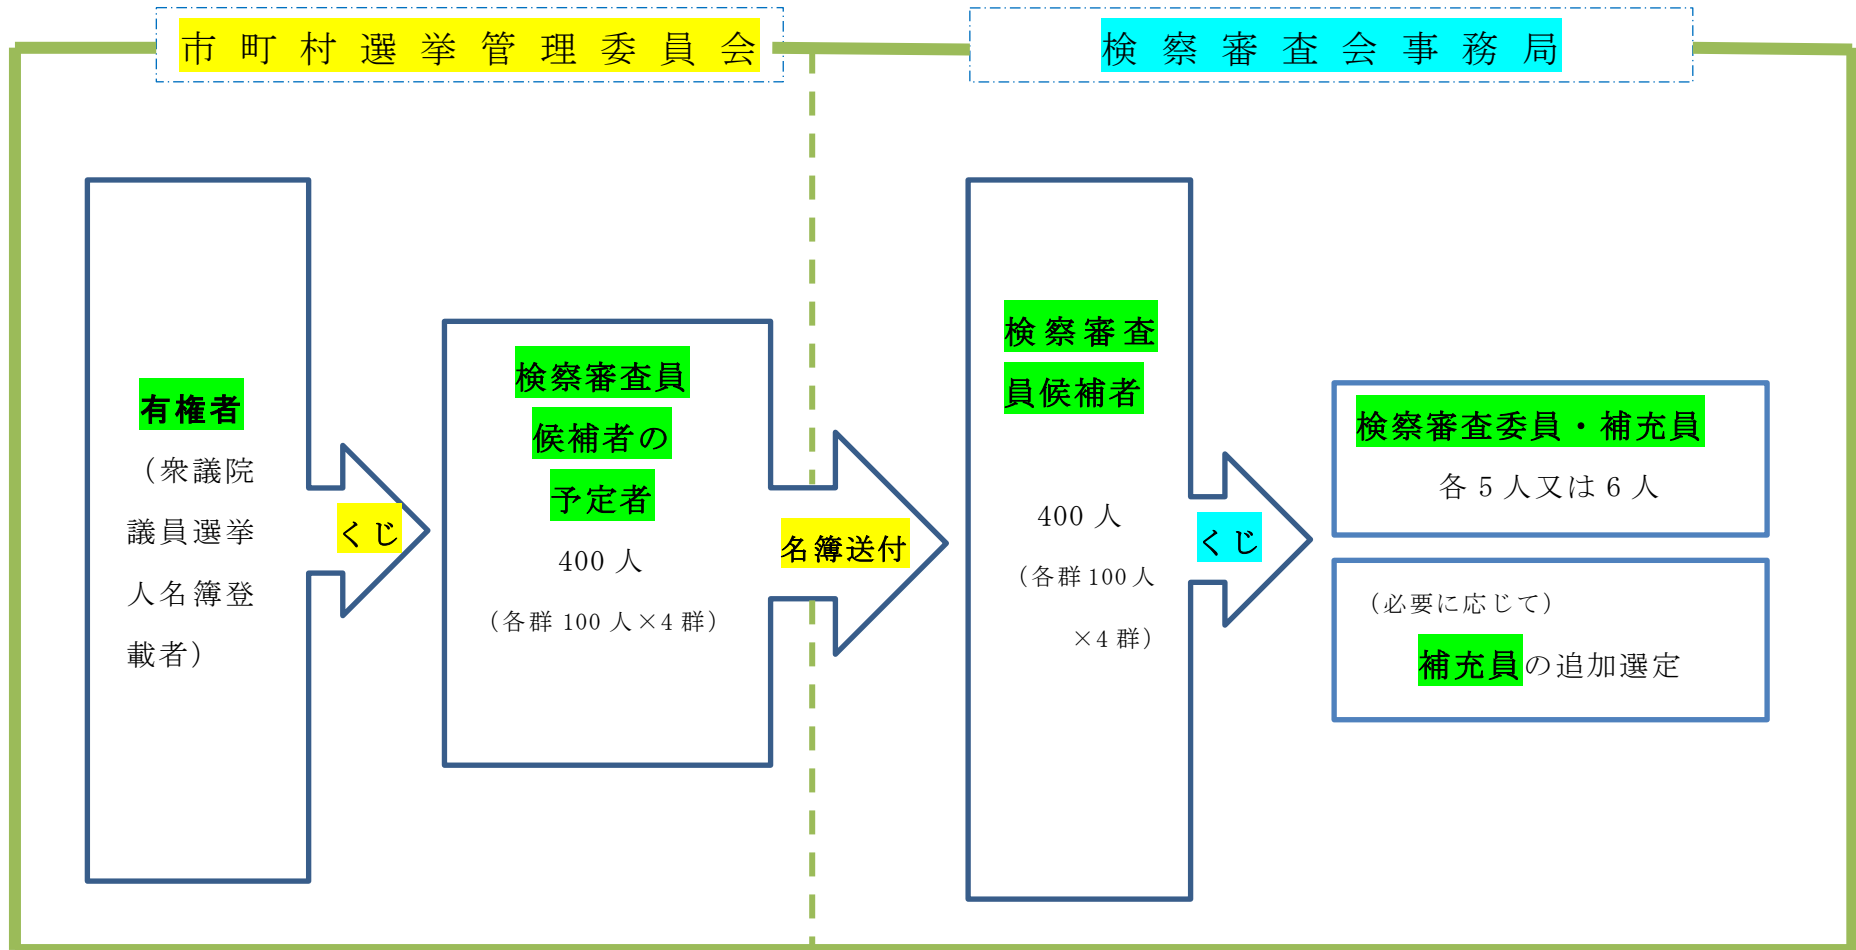 市町村選挙管理委員会
検察審査会事務局
有権者
（衆議院
議員選挙
人名簿登
載者）
くじ
検察審査員
候補者の
予定者
400 人
（各群 100 人×4 群）
名簿送付
検察審査
員候補者
400 人
（各群 100 人
×4 群）
くじ
検察審査委員・補充員
各 5 人又は 6 人
（必要に応じて）
補充員の追加選定